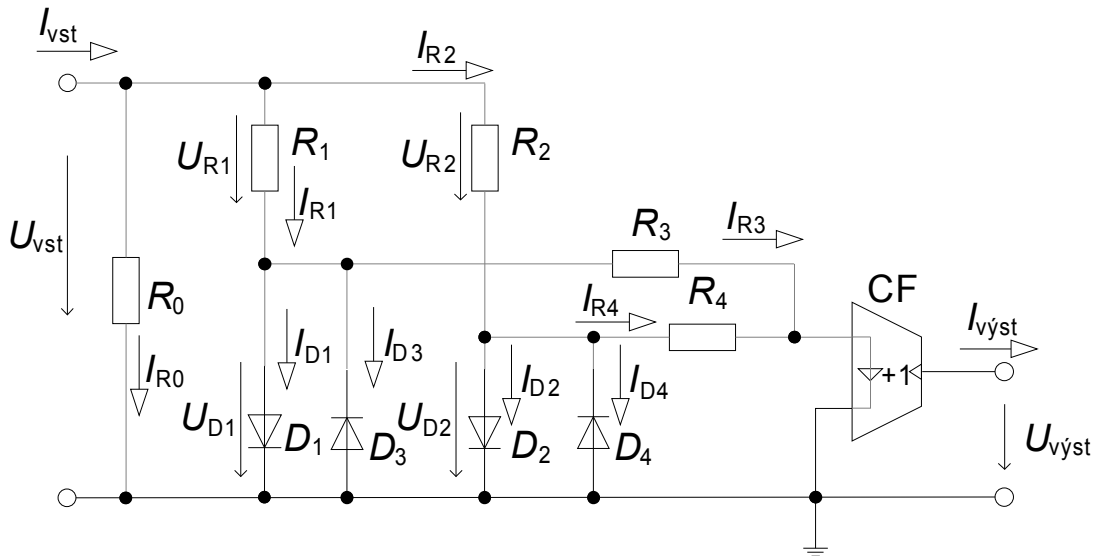 Ivst
IR2
UR1
R1
UR2
R2
IR1
Uvst
R3
IR3
R0
IR4
R4
CF
Ivýst
IR0
ID1
ID3
ID2
ID4
+1
UD1
D1
D3
UD2
D2
D4
Uvýst